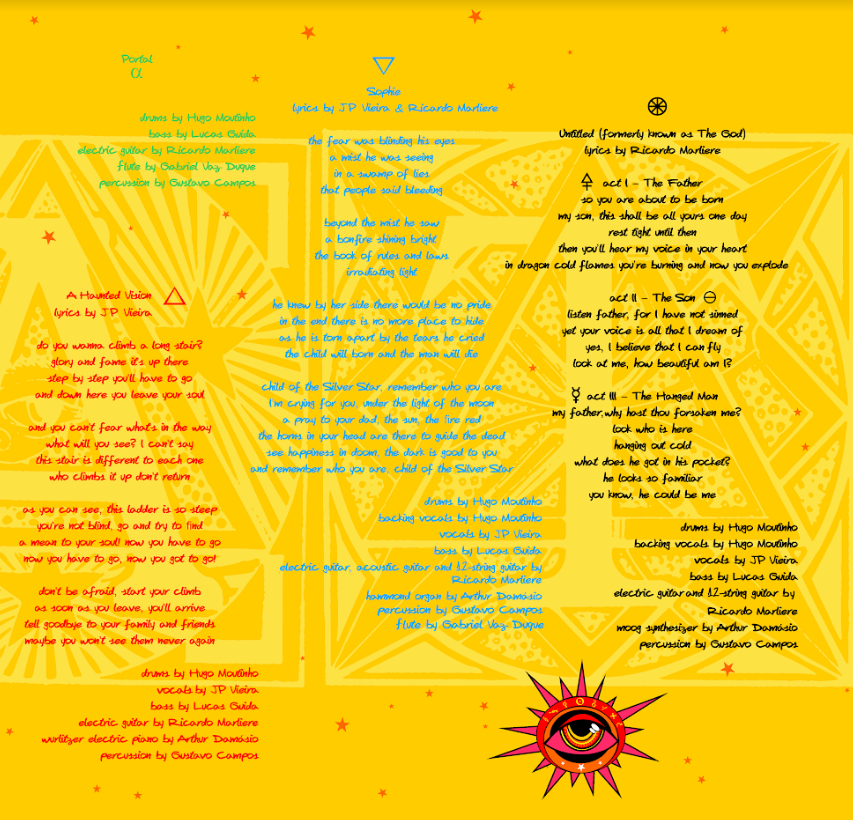 Portal
α
drums by Hugo Moutinho
bass by Lucas Guida
electric guitar by Ricardo Marliere
flute by Gabriel Vaz Duque
percussion by Gustavo Campos
A Haunted Vision
lyrics by JP Vieira
do you wanna climb a long stair?
glory and fame it's up there
step by step you'll have to go
and down here you leave your soul
and you can't fear what's in the way
what will you see? I can't say
this stair is different to each one
who climbs it up don't return
as you can see, this ladder is so steep
you're not blind, go and try to find
a mean to your soul! now you have to go
now you have to go, now you got to go!
don't be afraid, start your climb
as soon as you leave, you'll arrive
tell goodbye to your family and friends
maybe you won't see them never again
drums by Hugo Moutinho
vocals by JP Vieira
bass by Lucas Guida
electric guitar by Ricardo Marliere
wurlitzer electric piano by Arthur Damásio
percussion by Gustavo Campos
Sophie
lyrics by JP Vieira & Ricardo Marliere
the fear was blinding his eyes
a mist he was seeing
in a swamp of lies
that people said bleeding
beyond the mist he saw
a bonfire shining bright
the book of rules and laws
irradiating light
he knew by her side there would be no pride
in the end there is no more place to hide
as he is torn apart by the tears he cried
the child will born and the man will die
child of the Silver Star, remember who you are
I'm crying for you, under the light of the moon
a pray to your dad, the sun, the fire red
the horns in your head are there to guide the dead
see happiness in doom, the dark is good to you
and remember who you are, child of the Silver Star
drums by Hugo Moutinho
backing vocals by Hugo Moutinho
vocals by JP Vieira
bass by Lucas Guida
electric guitar, acoustic guitar and 12-string guitar by
Ricardo Marliere
hammond organ by Arthur Damásio
percussion by Gustavo Campos
flute by Gabriel Vaz Duque
Untitled (formerly known as The God)
lyrics by Ricardo Marliere
act I - The Father
so you are about to be born
my son, this shall be all yours one day
rest tight until then
then you'll hear my voice in your heart
in dragon cold flames you're burning and now you explode
act II - The Son
listen father, for I have not sinned
yet your voice is all that I dream of
yes, I believe that I can fly
look at me, how beautiful am I?
act III - The Hanged Man
my father,why hast thou forsaken me?
look who is here
hanging out cold
what does he got in his pocket?
he looks so familiar
you know, he could be me
drums by Hugo Moutinho
backing vocals by Hugo Moutinho
vocals by JP Vieira
bass by Lucas Guida
electric guitar and 12-string guitar by
Ricardo Marliere
moog synthesizer by Arthur Damásio
percussion by Gustavo Campos